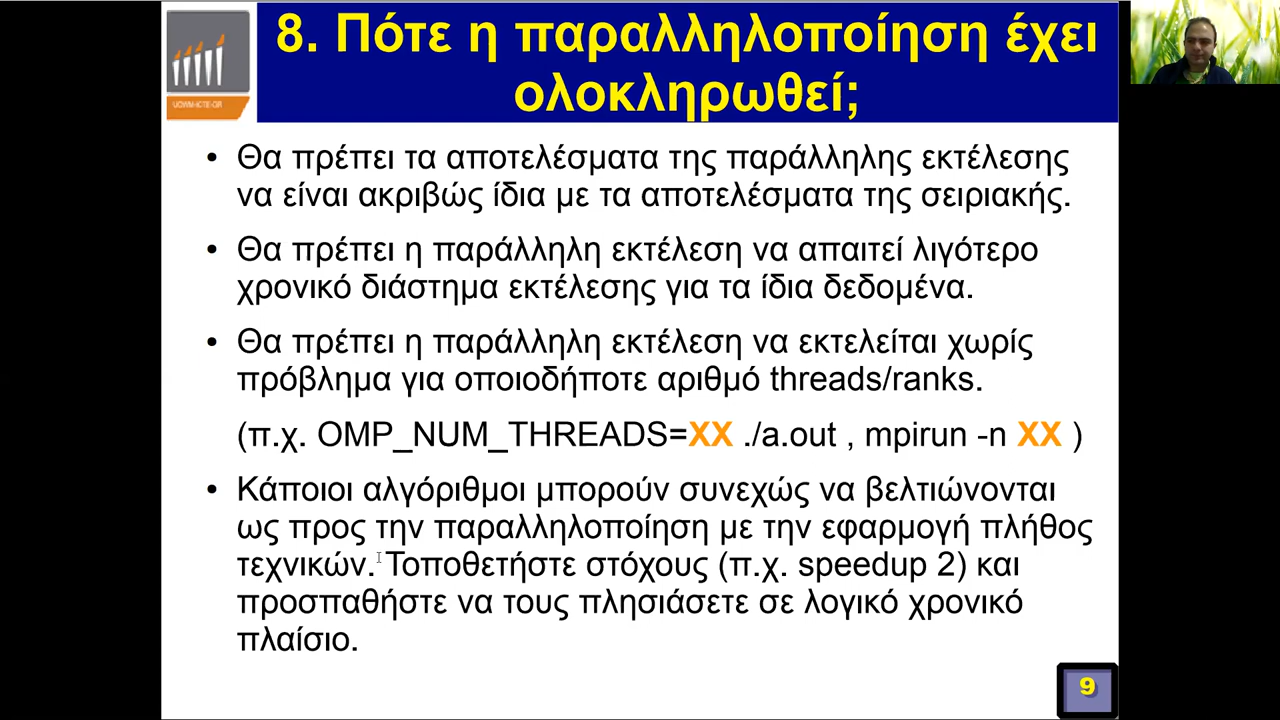 8. Πότε η παραλληλοποίηση έχει
ολοκληρωθεί;
UOWM-ICTE-GR
• Θα πρέπει τα αποτελέσματα της παράλληλης εκτέλεσης
να είναι ακριβώς ίδια με τα αποτελέσματα της σειριακής.
• Θα πρέπει η παράλληλη εκτέλεση να απαιτεί λιγότερο
χρονικό διάστημα εκτέλεσης για τα ίδια δεδομένα.
• Θα πρέπει η παράλληλη εκτέλεση να εκτελείται χωρίς
πρόβλημα για οποιοδήποτε αριθμό threads/ranks.
(π.χ. OMP_NUM_THREADS=XX ./a.out , mpirun -n XX )
• Κάποιοι αλγόριθμοι μπορούν συνεχώς να βελτιώνονται
ως προς την παραλληλοποίηση με την εφαρμογή πλήθος
τεχνικών. Τοποθετήστε στόχους (π.χ. speedup 2) και
προσπαθήστε να τους πλησιάσετε σε λογικό χρονικό
πλαίσιο.
9